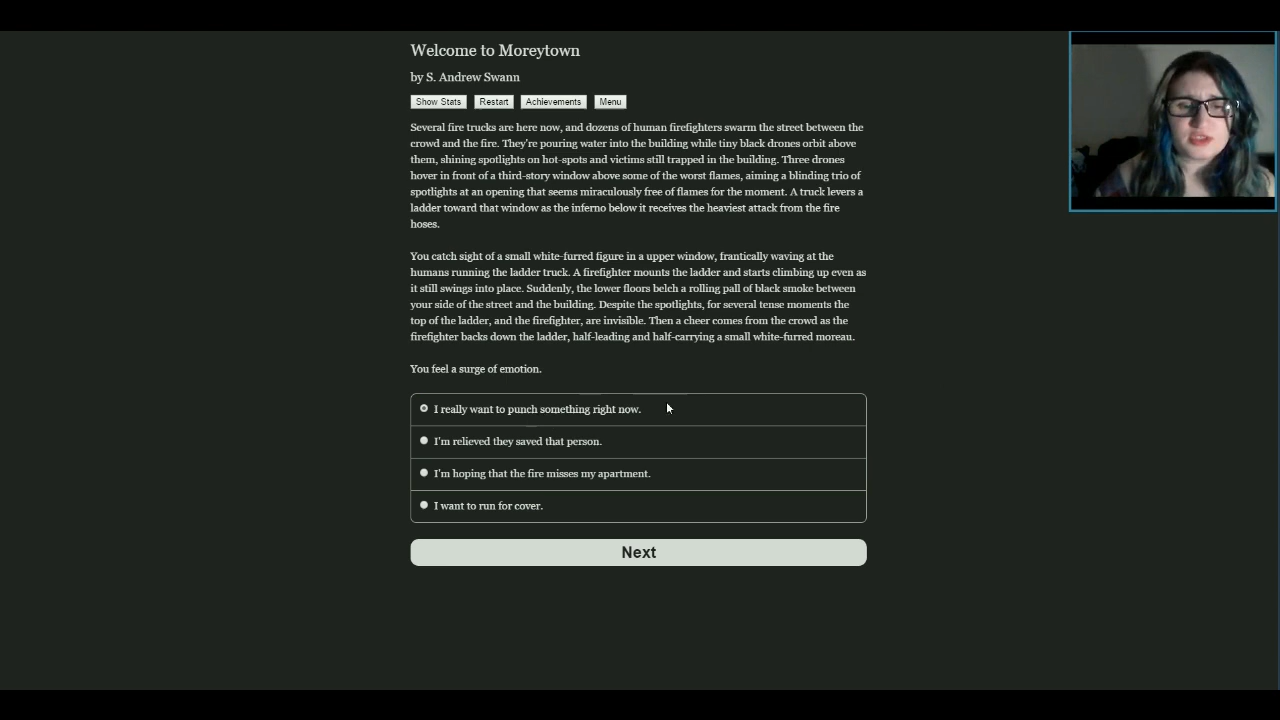 Welcome to Moreytown
by S. Andrew Swann
Show Stats Restart Achievements Menu
Several fire trucks are here now, and dozens of human firefighters swarm the street between the
crowd and the fire. They're pouring water into the building while tiny black drones orbit above
them, shining spotlights on hot-spots and victims still trapped in the building. Three drones
hover in front of a third-story window above some of the worst flames, aiming a blinding trio of
spotlights at an opening that seems miraculously free of flames for the moment. A truck levers a
ladder toward that window as the inferno below it receives the heaviest attack from the fire
hoses.
You catch sight of a small white-furred figure in a upper window, frantically waving at the
humans running the ladder truck. A firefighter mounts the ladder and starts climbing up even as
it still swings into place. Suddenly, the lower floors belch a rolling pall of black smoke between
your side of the street and the building. Despite the spotlights, for several tense moments the
top of the ladder, and the firefighter, are invisible. Then a cheer comes from the crowd as the
firefighter backs down the ladder, half-leading and half-carrying a small white-furred moreau.
You feel a surge of emotion.
I really want to punch something right now.
I'm relieved they saved that person.
I'm hoping that the fire misses my apartment.
I want to run for cover.
Next